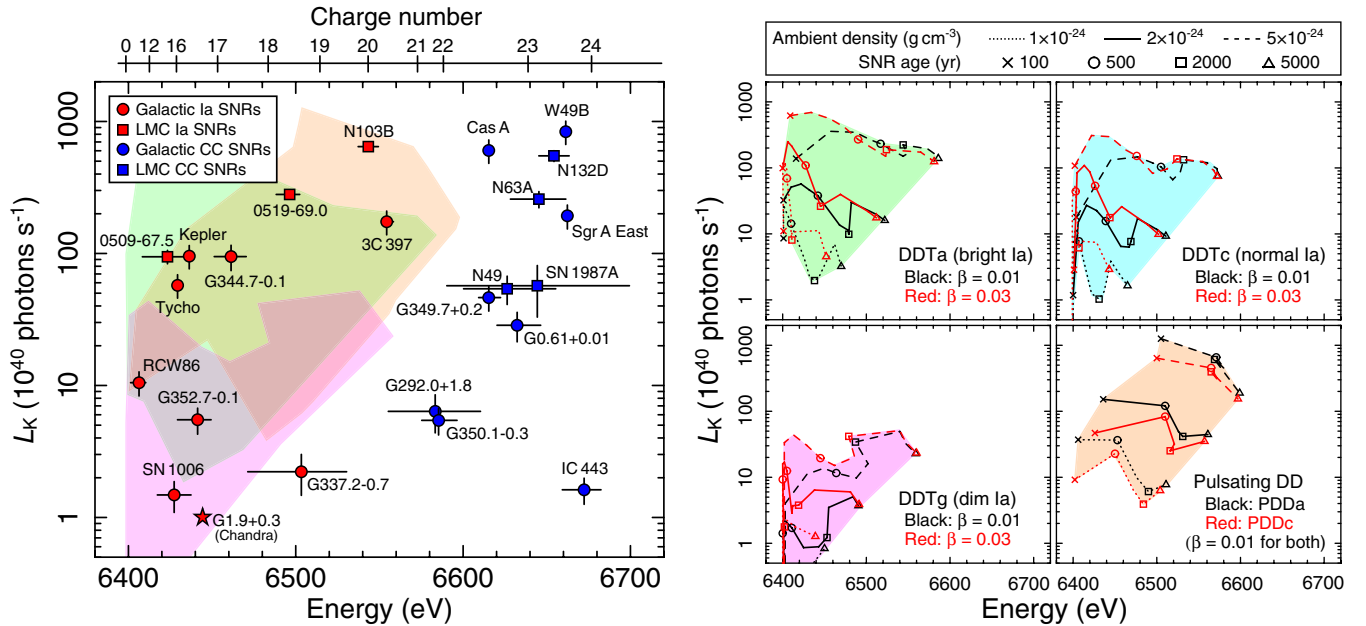 Charge number
0 12 16 17 18 19 20 21 22 23 24
Galactic Ia SNRs
LMC Ia SNRs
Galactic CC SNRs
LMC CC SNRs
N103B
Cas A
W49B
N132D
N63A
0519-69.0
Sgr A East
0509-67.5
Kepler
3C 397
G344.7-0.1
Tycho
N49
SN 1987A
G349.7+0.2
G0.61+0.01
RCW86
G352.7-0.1
G292.0+1.8
G350.1-0.3
SN 1006
G337.2-0.7
IC 443
G1.9+0.3
(Chandra)
1000
100
10
1
LK (10^40 photons s^-1)
6400 6500 6600 6700
Energy (eV)
Ambient density (g cm^-3) 1×10^-24 2×10^-24 5×10^-24
SNR age (yr) 100 500 2000 5000
1000
100
10
1
DDTa (bright Ia)
Black: β = 0.01
Red: β = 0.03
DDTc (normal Ia)
Black: β = 0.01
Red: β = 0.03
LK (10^40 photons s^-1)
1000
100
10
1
DDTg (dim Ia)
Black: β = 0.01
Red: β = 0.03
Pulsating DD
Black: PDDa
Red: PDDc
(β = 0.01 for both)
6400 6500 6600 6700 6400 6500 6600 6700
Energy (eV)